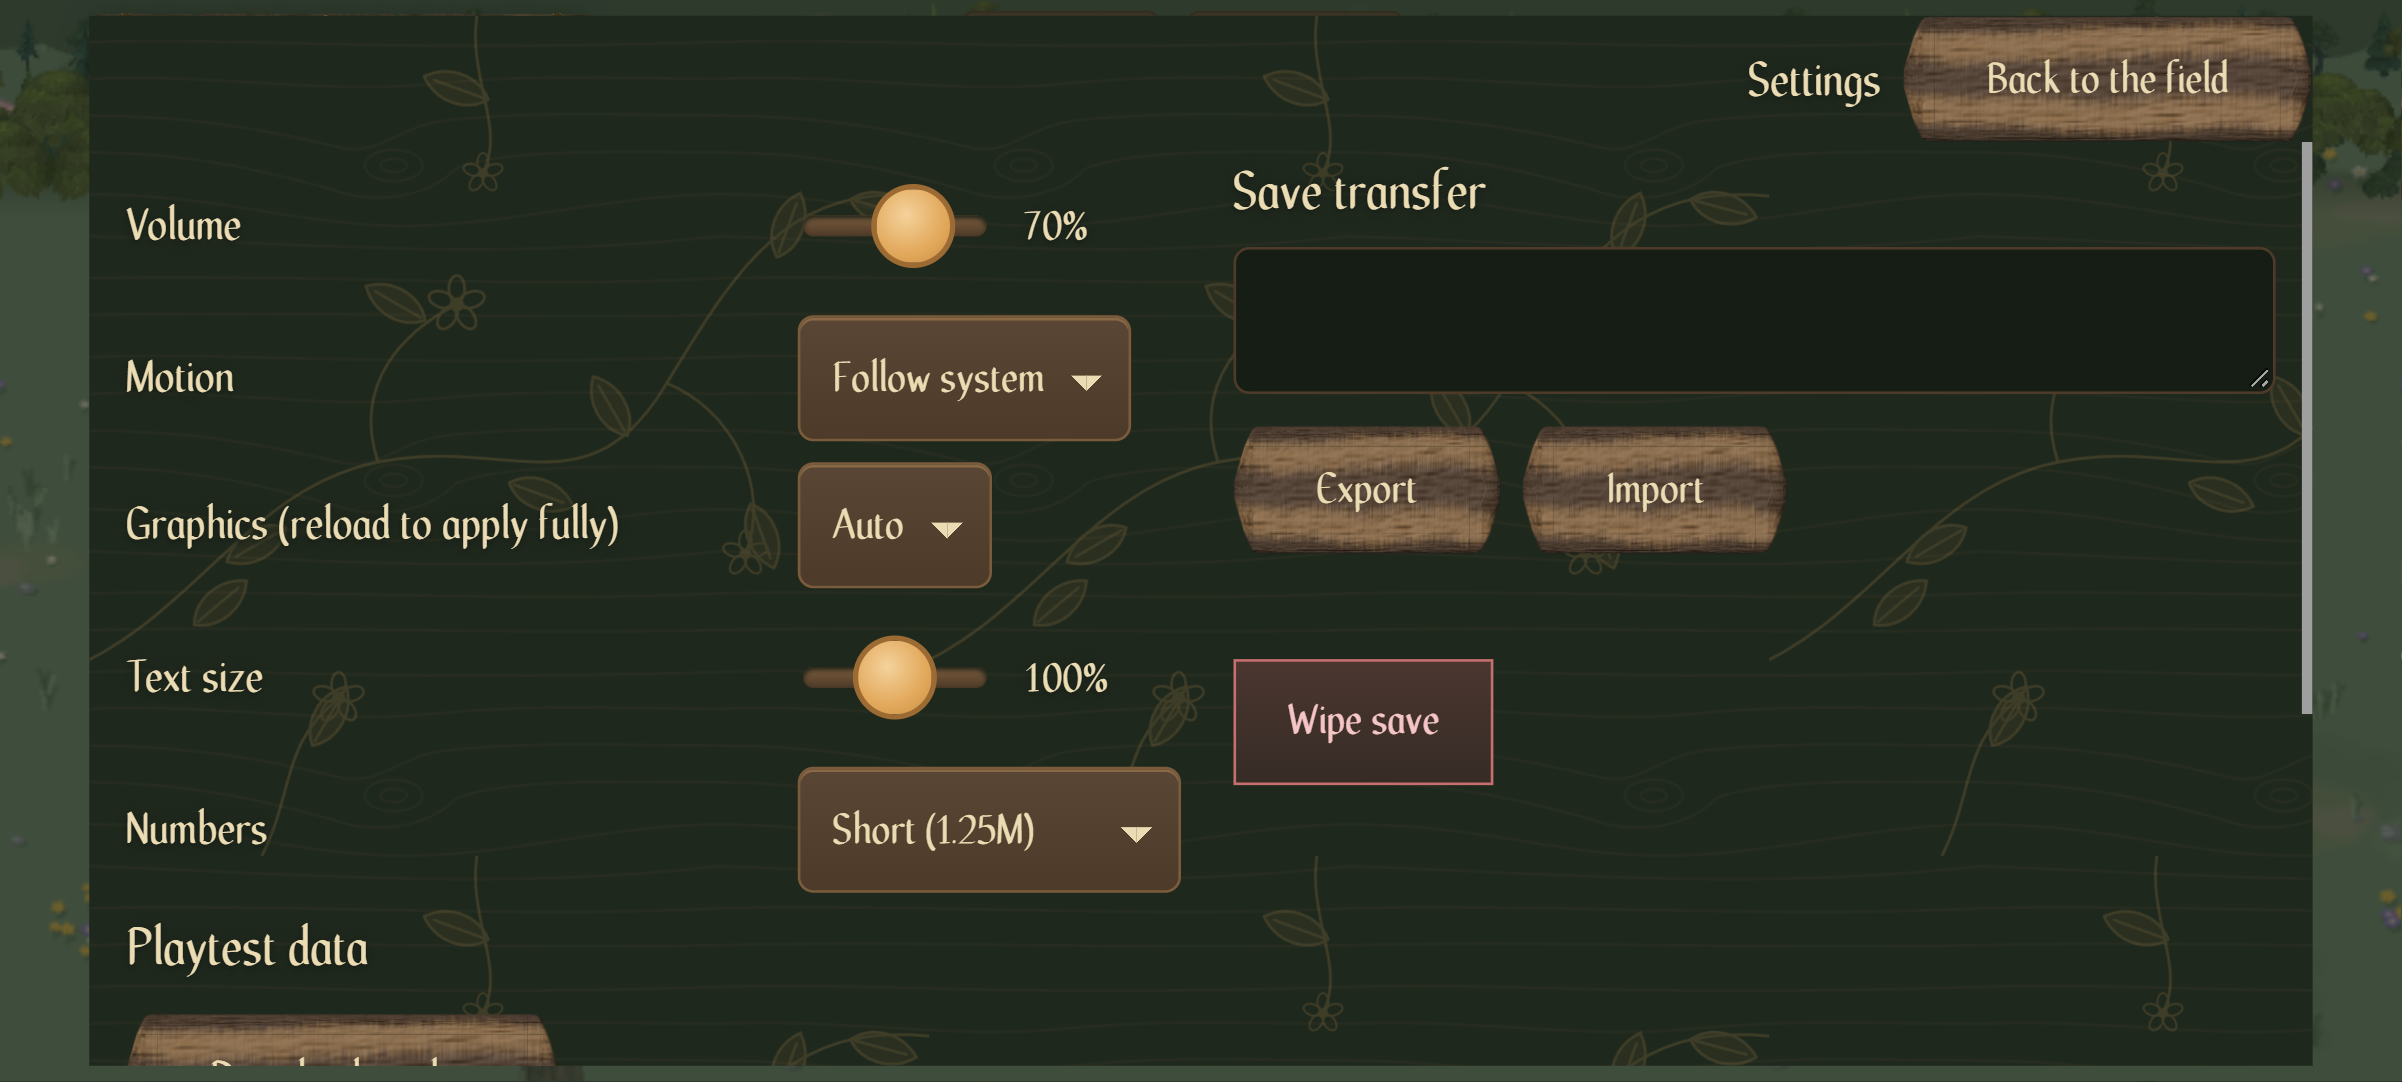 Settings
Back to the field
Volume
70%
Motion
Follow system
Graphics (reload to apply fully)
Auto
Text size
100%
Numbers
Short (1.25M)
Playtest data
Save transfer
Export
Import
Wipe save